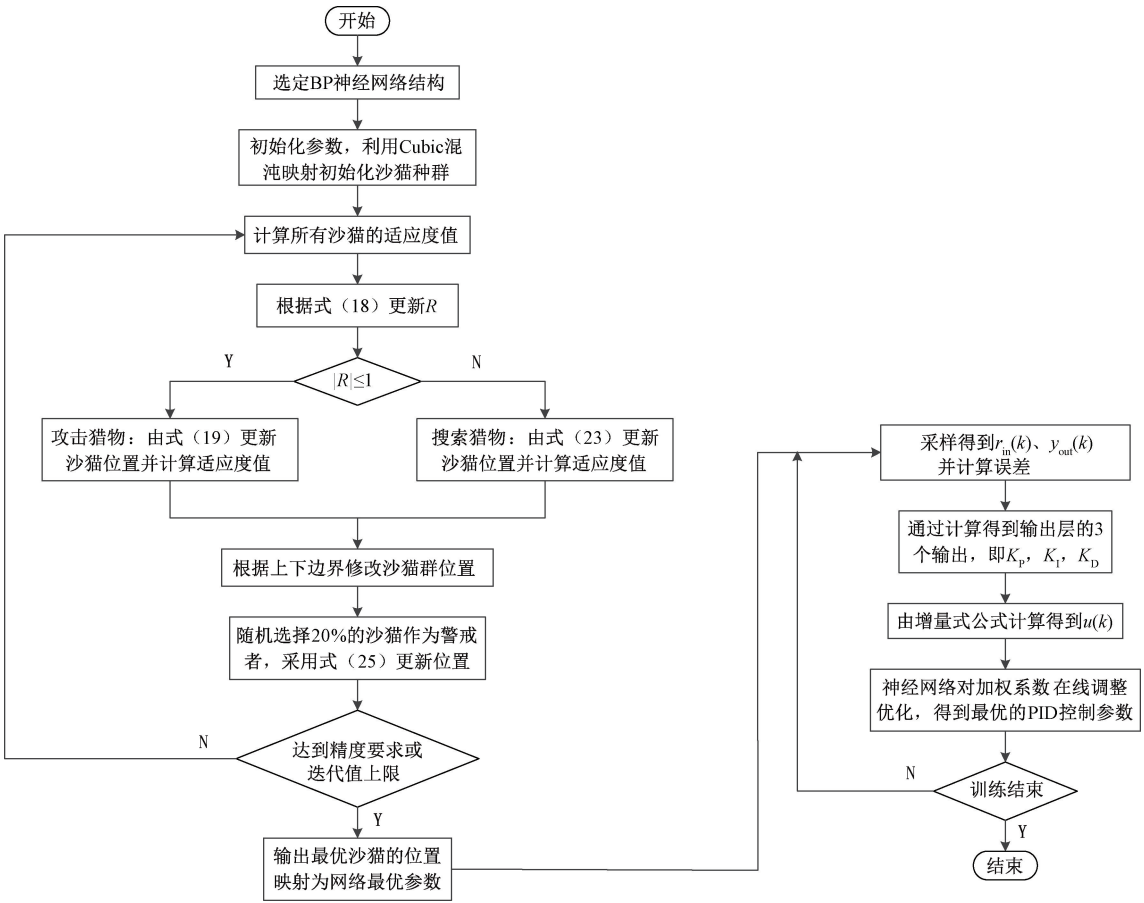 开始
选定BP神经网络结构
初始化参数，利用Cubic混
沌映射初始化沙猫种群
计算所有沙猫的适应度值
根据式（18）更新R
Y
N
|R|≤1
攻击猎物：由式（19）更新
沙猫位置并计算适应度值
搜索猎物：由式（23）更新
沙猫位置并计算适应度值
根据上下边界修改沙猫群位置
随机选择20%的沙猫作为警戒
者，采用式（25）更新位置
N
达到精度要求或
迭代值上限
Y
输出最优沙猫的位置
映射为网络最优参数
采样得到rin(k)、yout(k)
并计算误差
通过计算得到输出层的3
个输出，即KP，KI，KD
由增量式公式计算得到u(k)
神经网络对加权系数在线调整
优化，得到最优的PID控制参数
N
训练结束
Y
结束